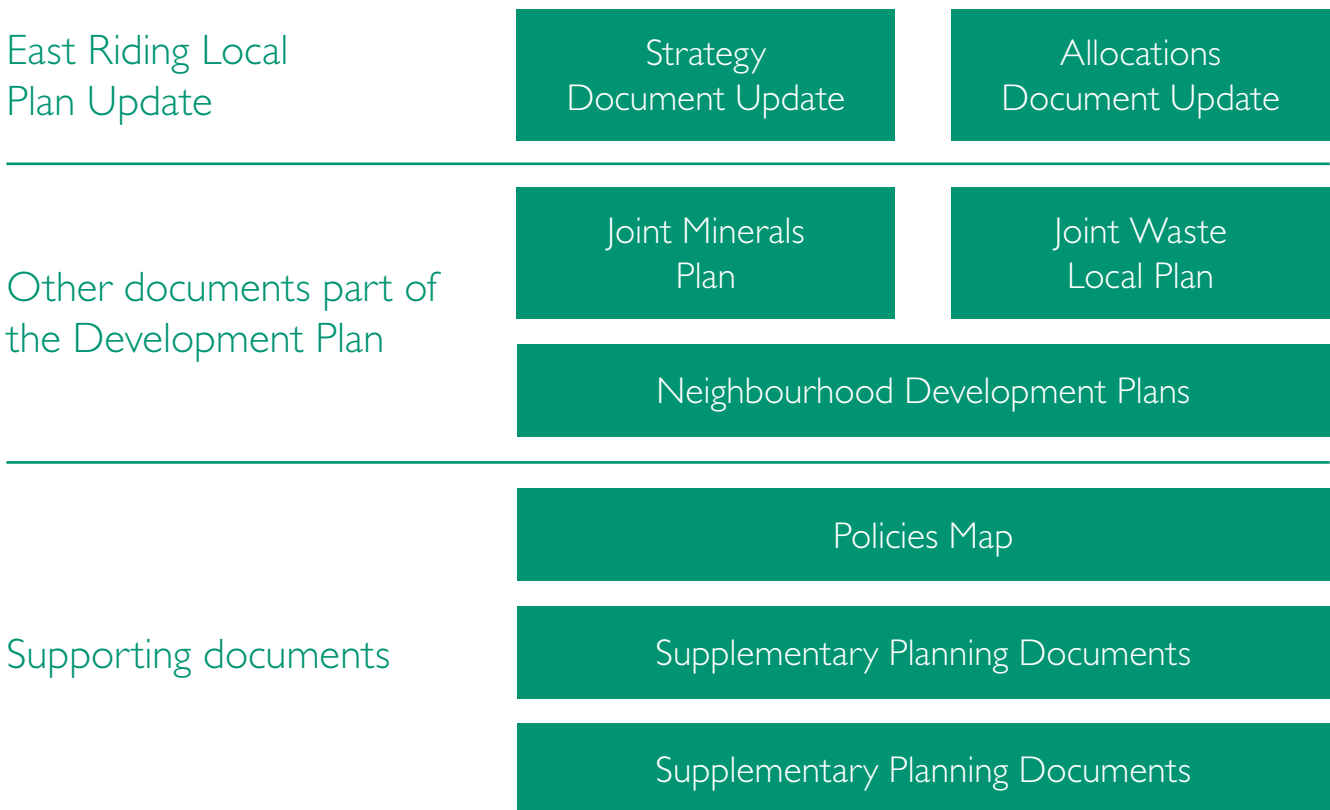 East Riding Local
Plan Update
Strategy
Document Update
Allocations
Document Update
Other documents part of
the Development Plan
Joint Minerals
Plan
Joint Waste
Local Plan
Neighbourhood Development Plans
Supporting documents
Policies Map
Supplementary Planning Documents
Supplementary Planning Documents